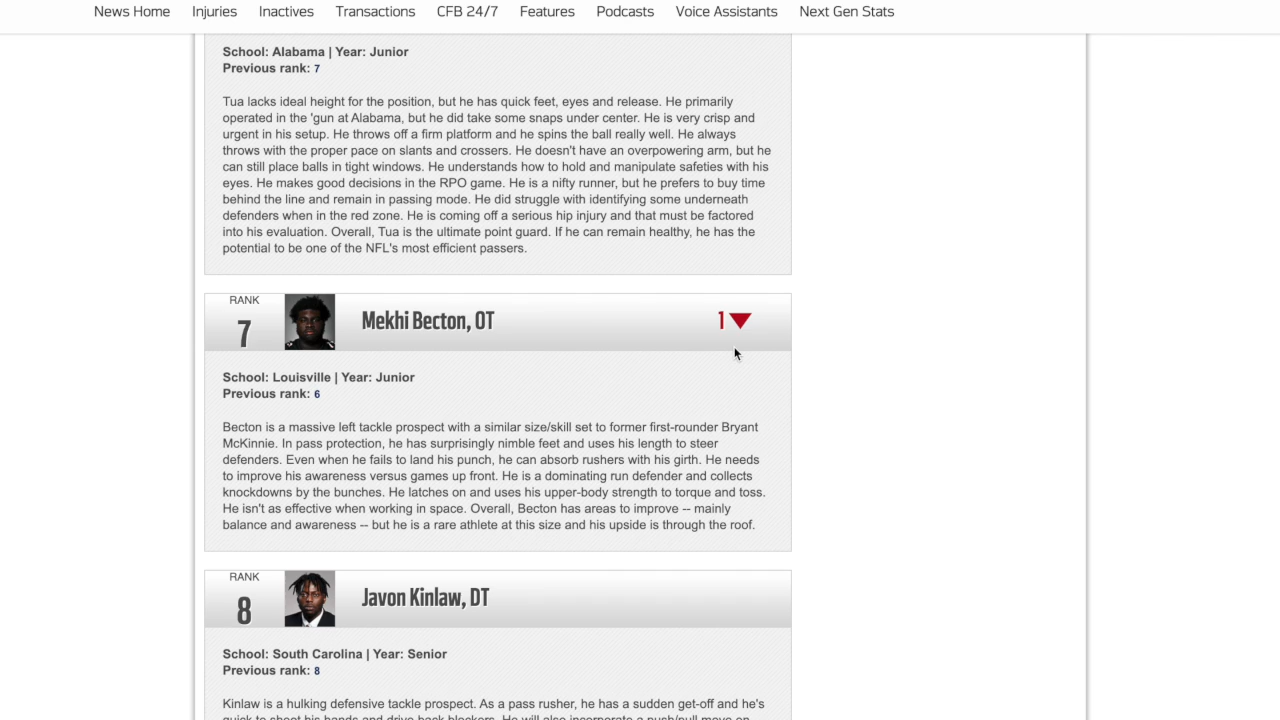 News Home Injuries Inactives Transactions CFB 24/7 Features Podcasts Voice Assistants Next Gen Stats
School: Alabama | Year: Junior
Previous rank: 7
Tua lacks ideal height for the position, but he has quick feet, eyes and release. He primarily
operated in the 'gun at Alabama, but he did take some snaps under center. He is very crisp and
urgent in his setup. He throws off a firm platform and he spins the ball really well. He always
throws with the proper pace on slants and crossers. He doesn't have an overpowering arm, but he
can still place balls in tight windows. He understands how to hold and manipulate safeties with his
eyes. He makes good decisions in the RPO game. He is a nifty runner, but he prefers to buy time
behind the line and remain in passing mode. He did struggle with identifying some underneath
defenders when in the red zone. He is coming off a serious hip injury and that must be factored
into his evaluation. Overall, Tua is the ultimate point guard. If he can remain healthy, he has the
potential to be one of the NFL's most efficient passers.
RANK
7
Mekhi Becton, OT
1
School: Louisville | Year: Junior
Previous rank: 6
Becton is a massive left tackle prospect with a similar size/skill set to former first-rounder Bryant
McKinnie. In pass protection, he has surprisingly nimble feet and uses his length to steer
defenders. Even when he fails to land his punch, he can absorb rushers with his girth. He needs
to improve his awareness versus games up front. He is a dominating run defender and collects
knockdowns by the bunches. He latches on and uses his upper-body strength to torque and toss.
He isn't as effective when working in space. Overall, Becton has areas to improve -- mainly
balance and awareness -- but he is a rare athlete at this size and his upside is through the roof.
RANK
8
Javon Kinlaw, DT
School: South Carolina | Year: Senior
Previous rank: 8
Kinlaw is a hulking defensive tackle prospect. As a pass rusher, he has a sudden get-off and he's
quick to shoot his hands and drive back blockers. He will also incorporate a push/pull move on